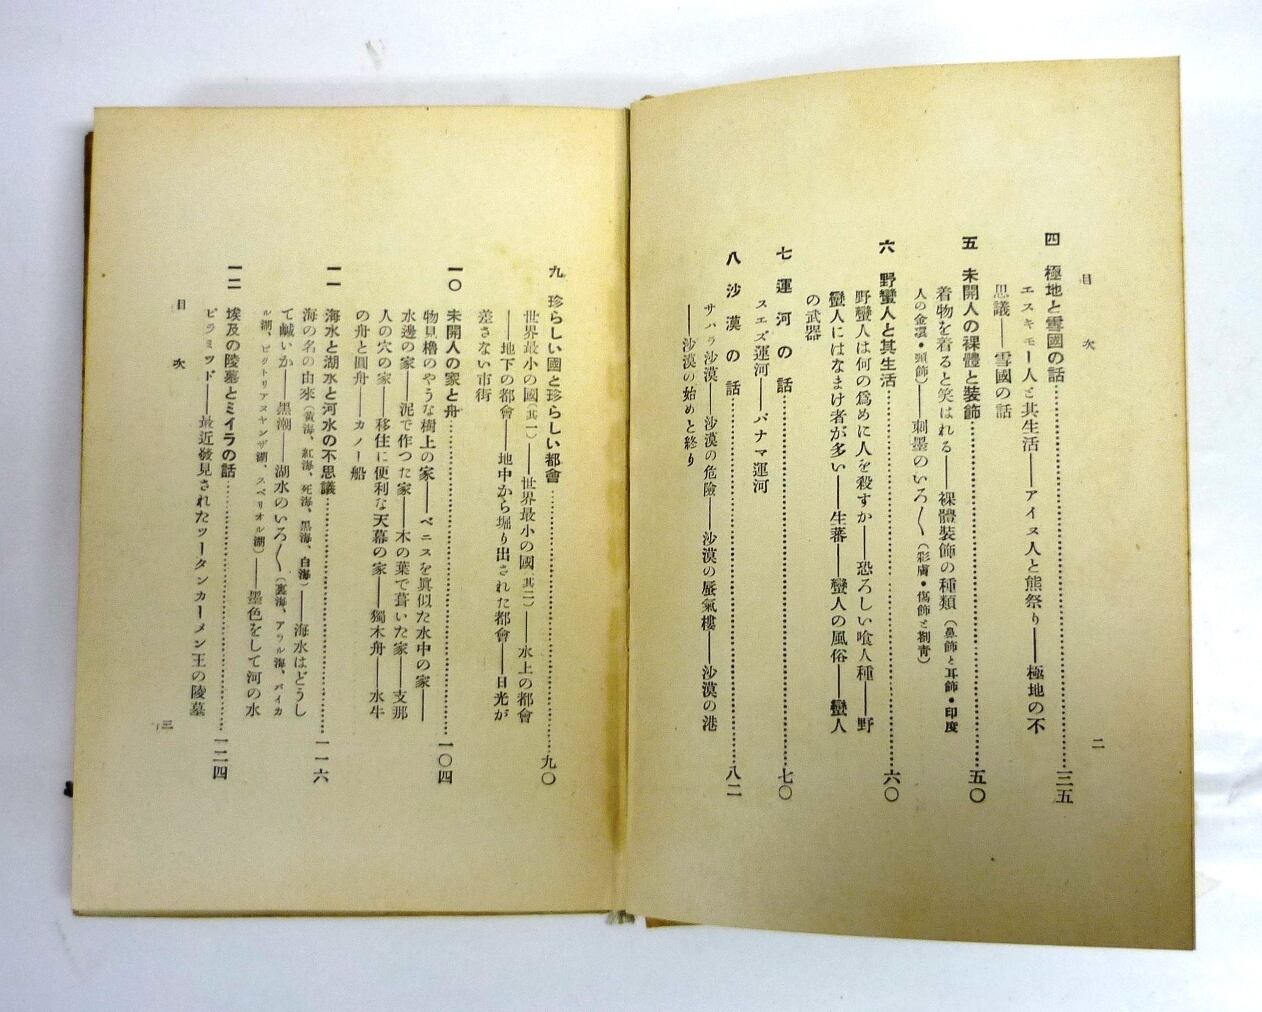 目次
二
四 極地と雪國の話……三五
エスキモー人と其生活――アイヌ人と熊祭り――極地の不
思議――雪國の話
五 未開人の裸體と裝飾……五〇
着物を着ると笑はれる――裸體裝飾の種類（鼻飾と耳飾・印度
人の金環・頭飾）――刺墨のいろ〱（彩膚・傷飾と劄靑）
六 野蠻人と其生活……六〇
野蠻人は何の爲めに人を殺すか――恐ろしい喰人種――野
蠻人にはなまけ者が多い――生蕃――蠻人の風俗――蠻人
の武器
七 運河の話……七〇
スエズ運河――パナマ運河
八 沙漠の話……八二
サハラ沙漠――沙漠の危險――沙漠の蜃氣樓――沙漠の港
――沙漠の始めと終り
九 珍らしい國と珍らしい都會……九〇
世界最小の國（其一）――世界最小の國（其二）――水上の都會
――地下の都會――地中から堀り出された都會――日光が
差さない市街
一〇 未開人の家と舟……一〇四
物見櫓のやうな樹上の家――ベニスを眞似た水中の家――
水邊の家――泥で作つた家――木の葉で葺いた家――支那
人の穴の家――移住に便利な天幕の家――獨木舟――水牛
の舟と圓舟――カノー船
一一 海水と湖水と河水の不思議……一一六
海の名の由來（黃海、紅海、死海、黑海、白海）――海水はどうし
て鹹いか――黑潮――湖水のいろ〱（裏海、アラル海、バイカ
ル湖、ビクトリアヌヤンザ湖、スペリオル湖）――墨色をして河の水
一二 埃及の陵墓とミイラの話……一二四
ピラミツド――最近發見されたツータンカーメン王の陵墓
目次
三